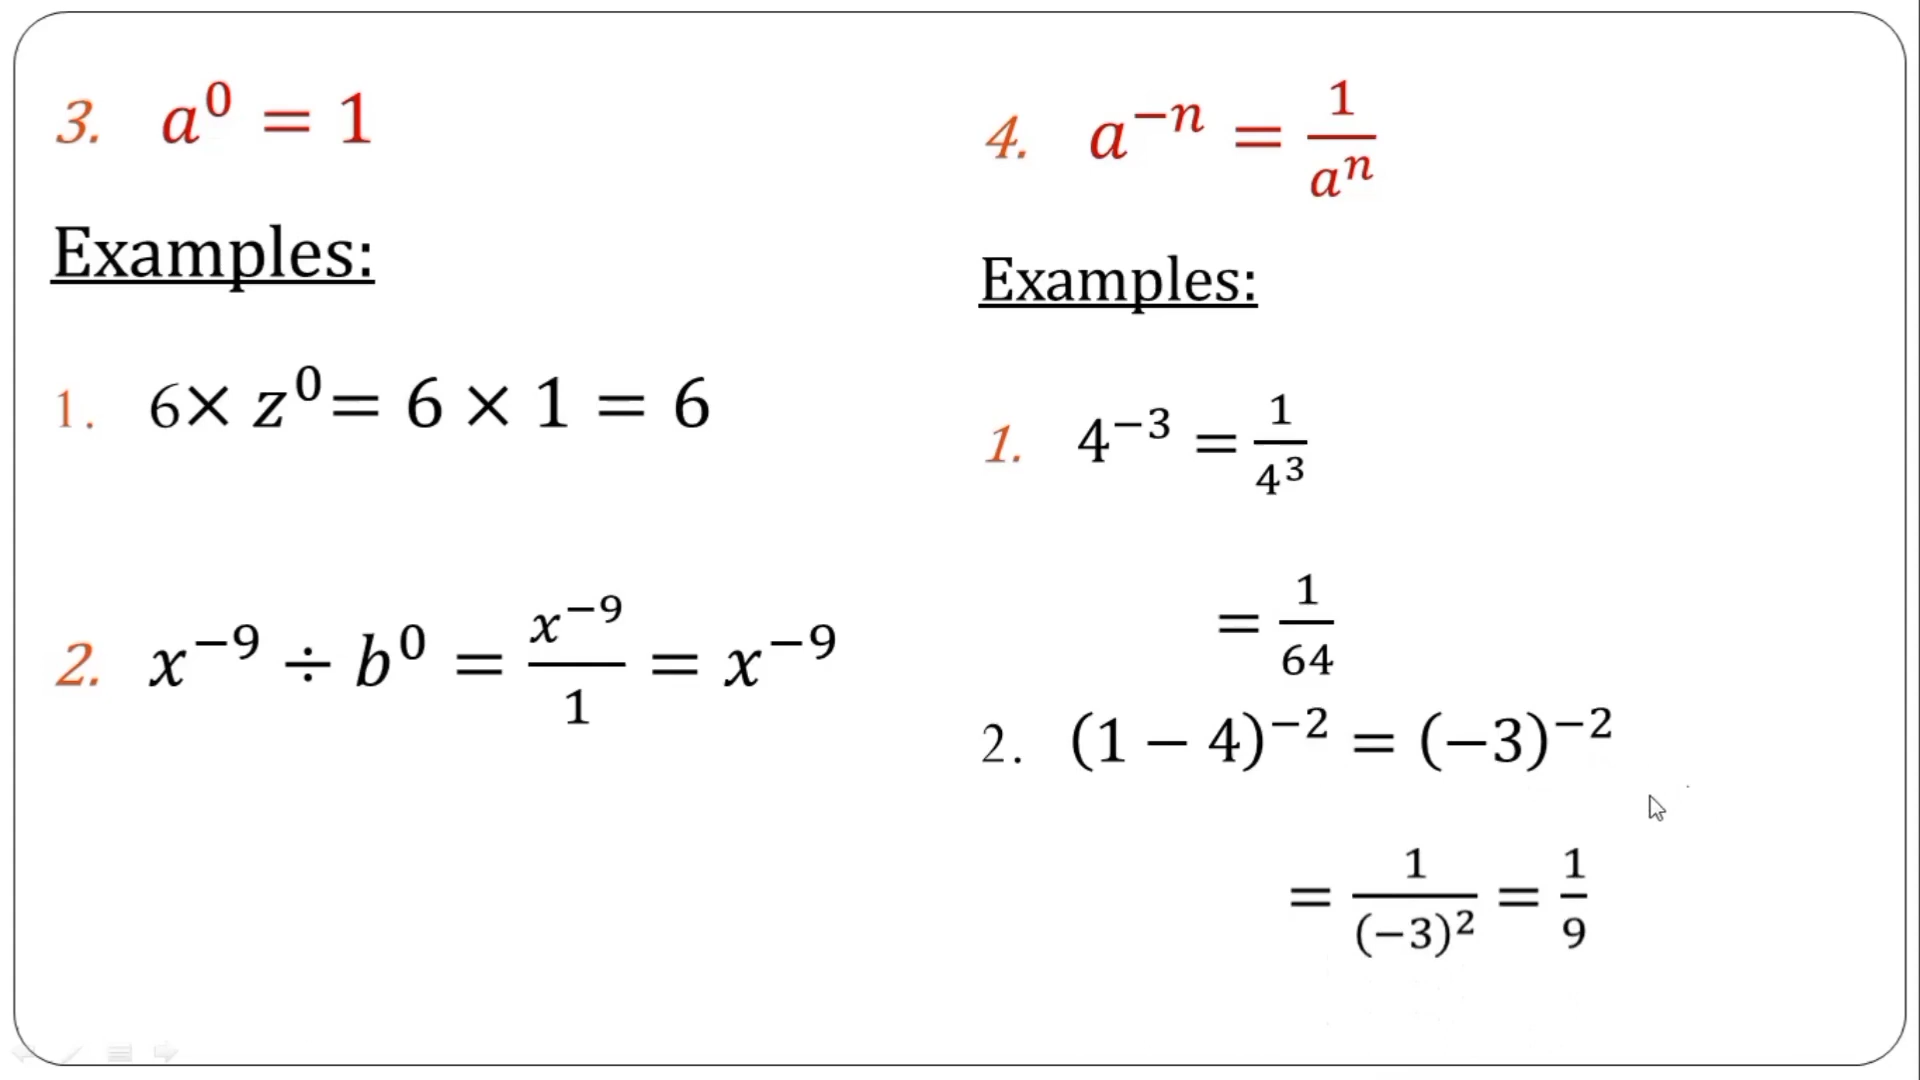 3. a⁰ = 1
Examples:
1. 6× z⁰= 6 × 1 = 6
2. x⁻⁹ ÷ b⁰ = x⁻⁹/1 = x⁻⁹
4. a⁻ⁿ = 1/aⁿ
Examples:
1. 4⁻³ = 1/4³
= 1/64
2. (1 − 4)⁻² = (−3)⁻²
= 1/(−3)² = 1/9